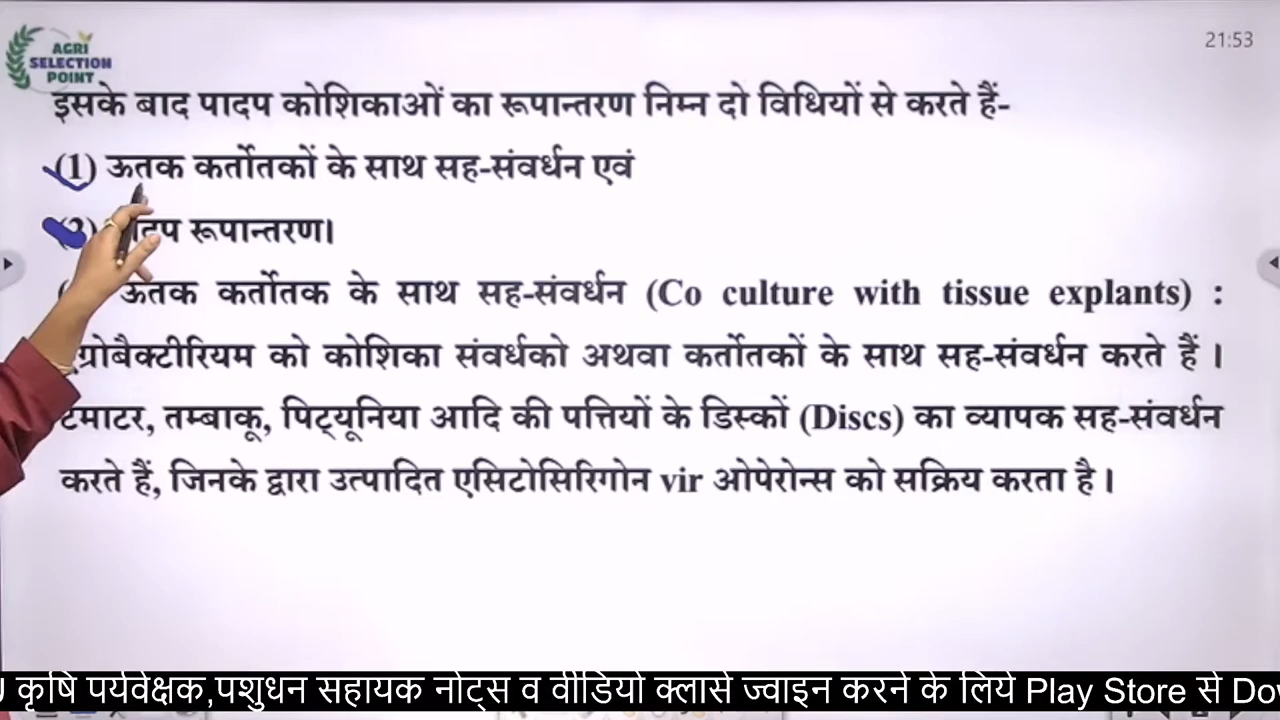 AGRI
SELECTION
POINT
21:53
इसके बाद पादप कोशिकाओं का रूपान्तरण निम्न दो विधियों से करते हैं-
(1) ऊतक कर्तोतकों के साथ सह-संवर्धन एवं
रूपान्तरण।
ऊतक कर्तोतक के साथ सह-संवर्धन (Co culture with tissue explants) :
को कोशिका संवर्धको अथवा कर्तोतकों के साथ सह-संवर्धन करते हैं ।
टमाटर, तम्बाकू, पिट्यूनिया आदि की पत्तियों के डिस्कों (Discs) का व्यापक सह-संवर्धन
करते हैं, जिनके द्वारा उत्पादित एसिटोसिरिगोन vir ओपेरोन्स को सक्रिय करता है ।
कृषि पर्यवेक्षक,पशुधन सहायक नोट्स व वीडियो क्लासे ज्वाइन करने के लिये Play Store से